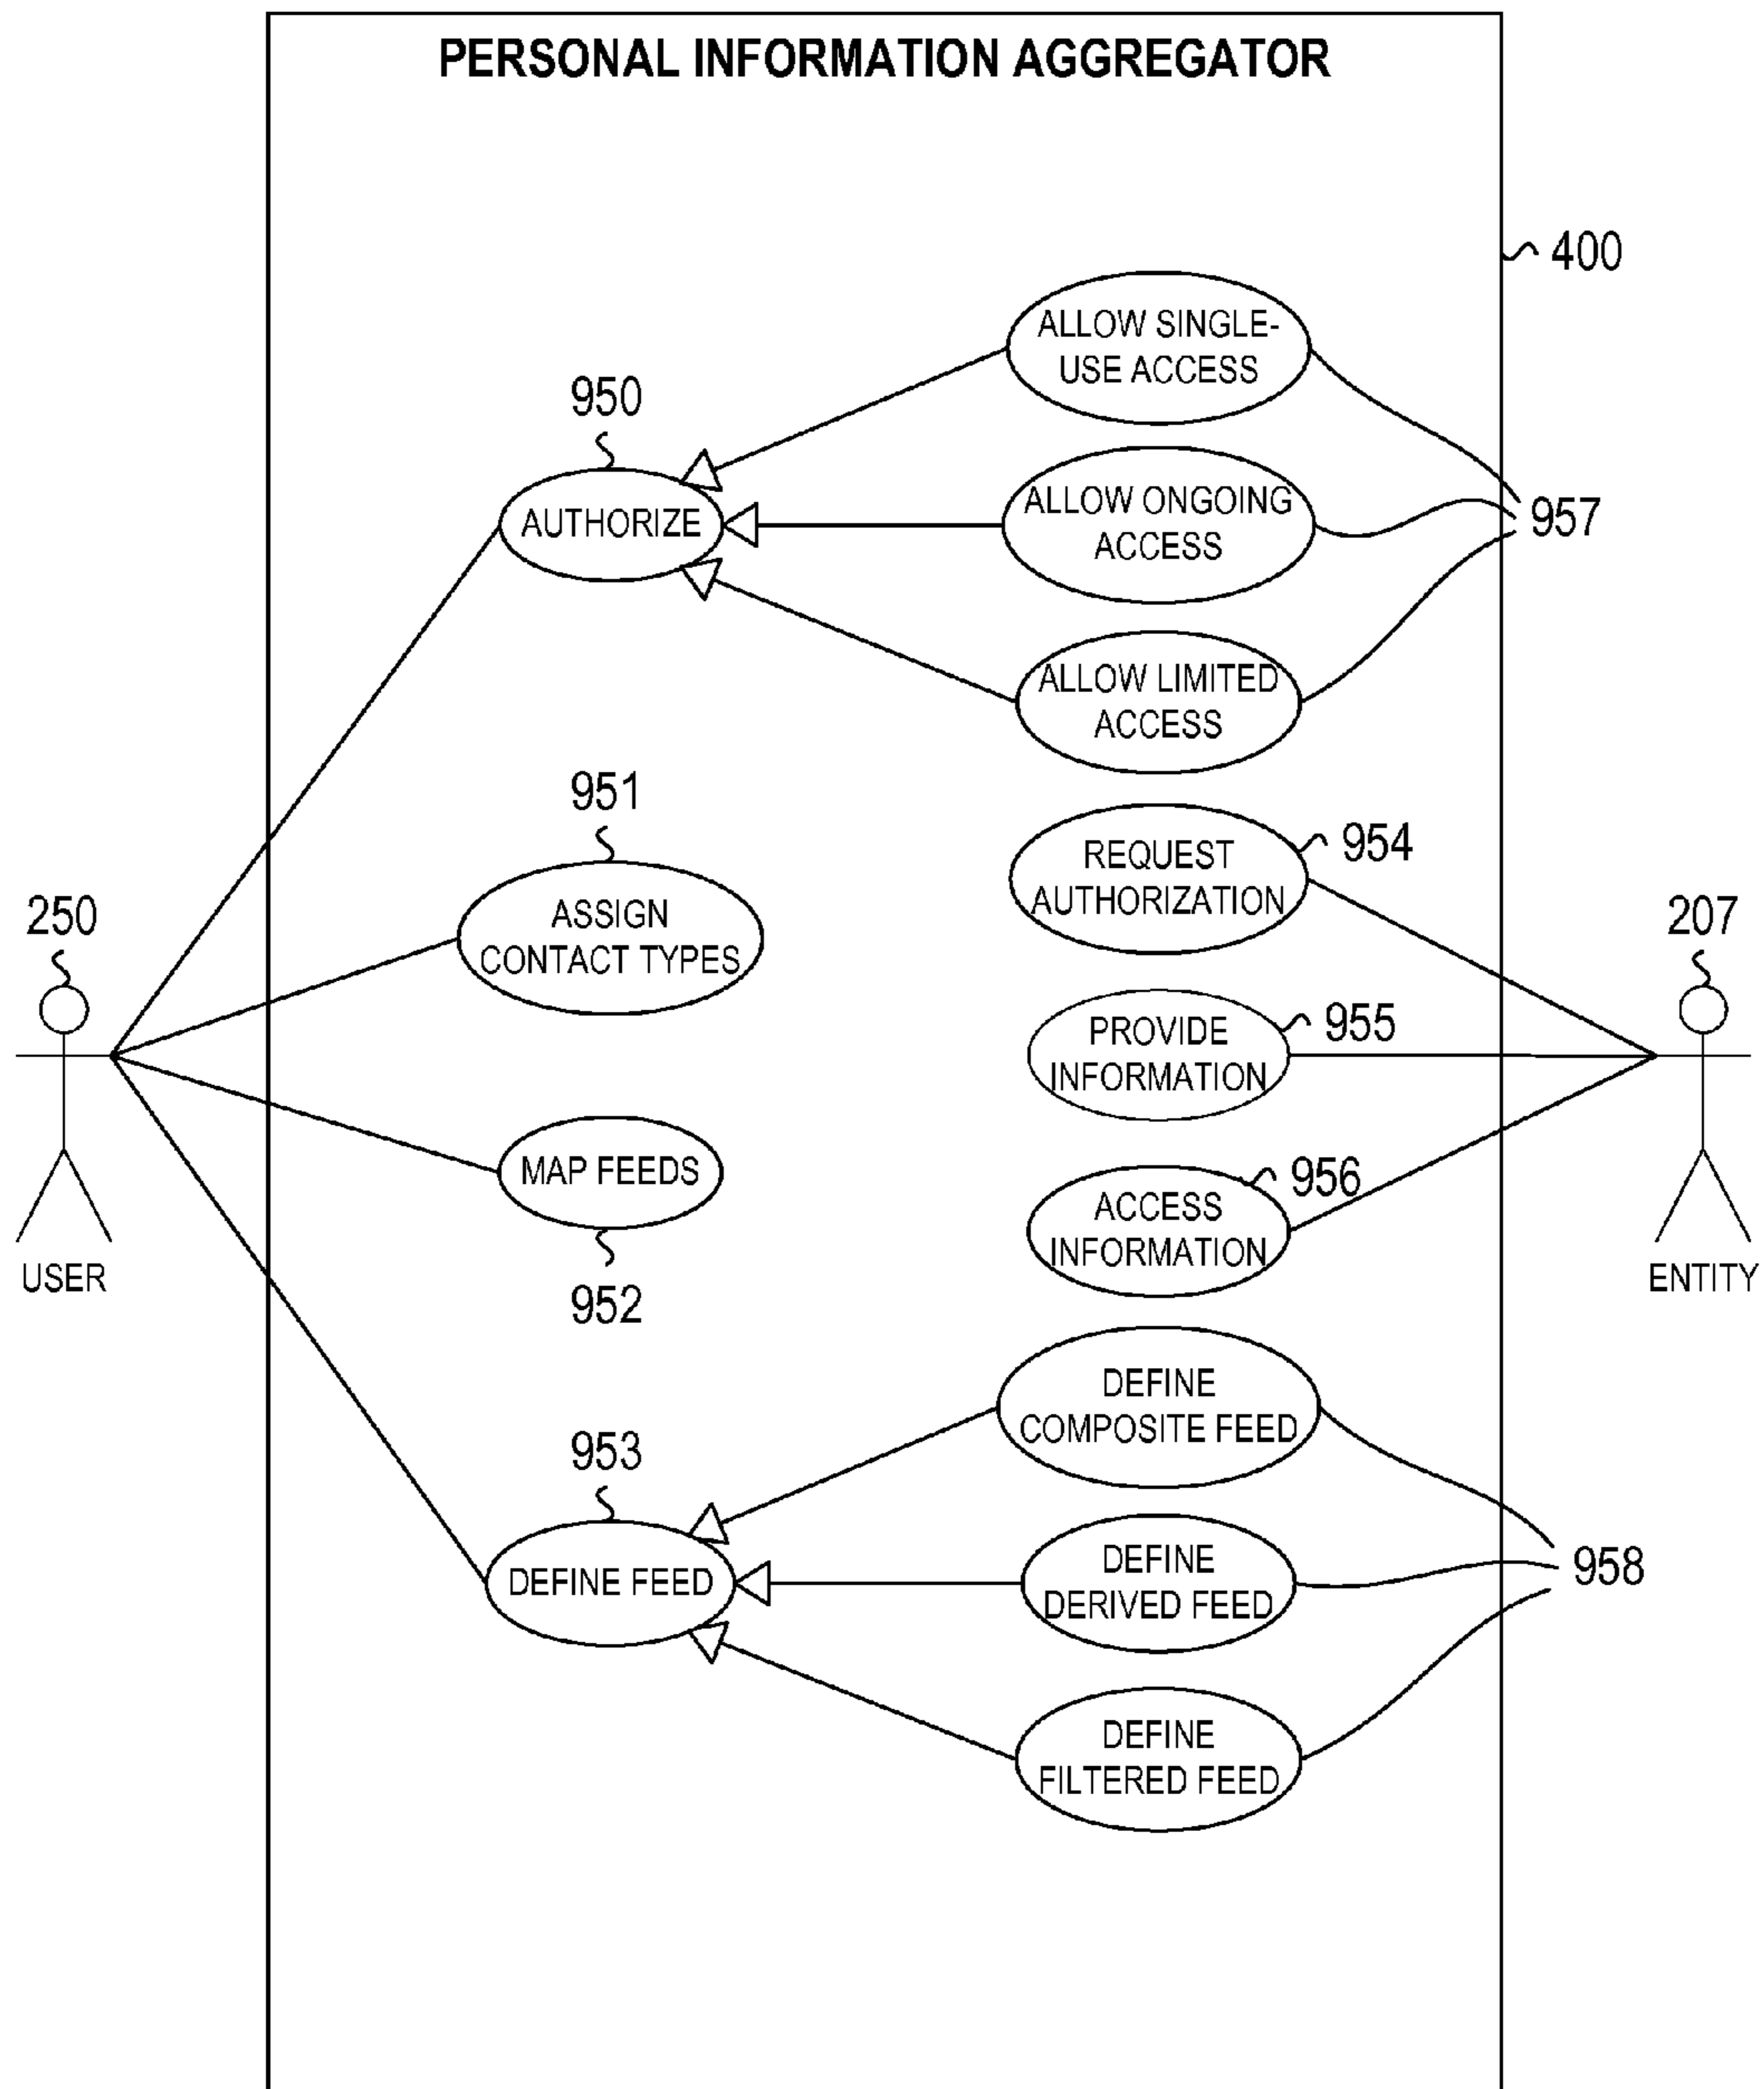 PERSONAL INFORMATION AGGREGATOR
400
ALLOW SINGLE-
USE ACCESS
950
AUTHORIZE
ALLOW ONGOING
ACCESS
957
ALLOW LIMITED
ACCESS
951
ASSIGN
CONTACT TYPES
954
REQUEST
AUTHORIZATION
250
USER
207
ENTITY
955
PROVIDE
INFORMATION
MAP FEEDS
952
956
ACCESS
INFORMATION
DEFINE
COMPOSITE FEED
953
DEFINE FEED
DEFINE
DERIVED FEED
958
DEFINE
FILTERED FEED